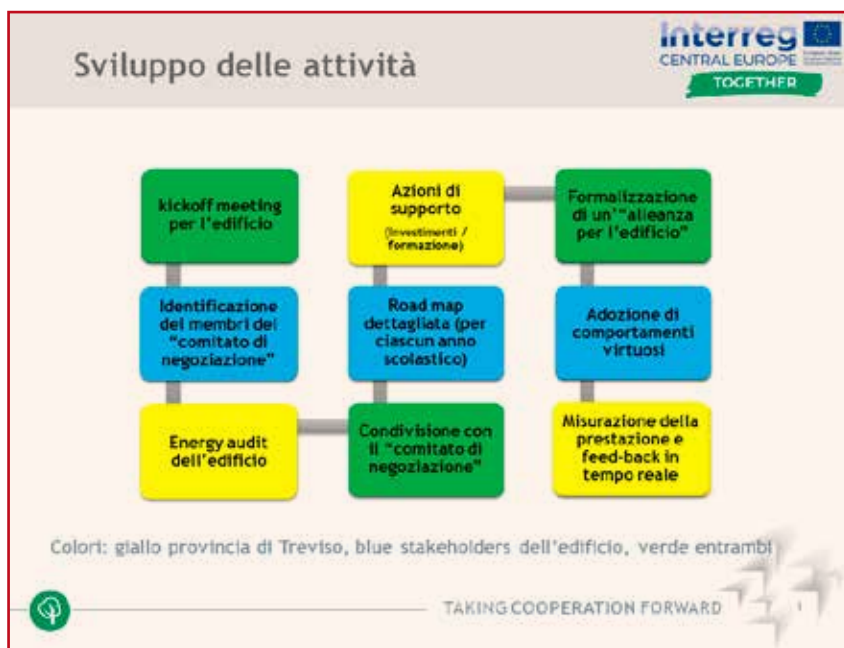 Sviluppo delle attività
Interreg
CENTRAL EUROPE
TOGETHER
kickoff meeting
per l'edificio
Identificazione
dei membri del
"comitato di
negoziazione"
Energy audit
dell'edificio
Condivisione con
il "comitato di
negoziazione"
Road map
dettagliata (per
ciascun anno
scolastico)
Azioni di
supporto
(investimenti /
formazione)
Formalizzazione
di un'"alleanza
per l'edificio"
Adozione di
comportamenti
virtuosi
Misurazione della
prestazione e
feed-back in
tempo reale
Colori: giallo provincia di Treviso, blue stakeholders dell'edificio, verde entrambi
TAKING COOPERATION FORWARD